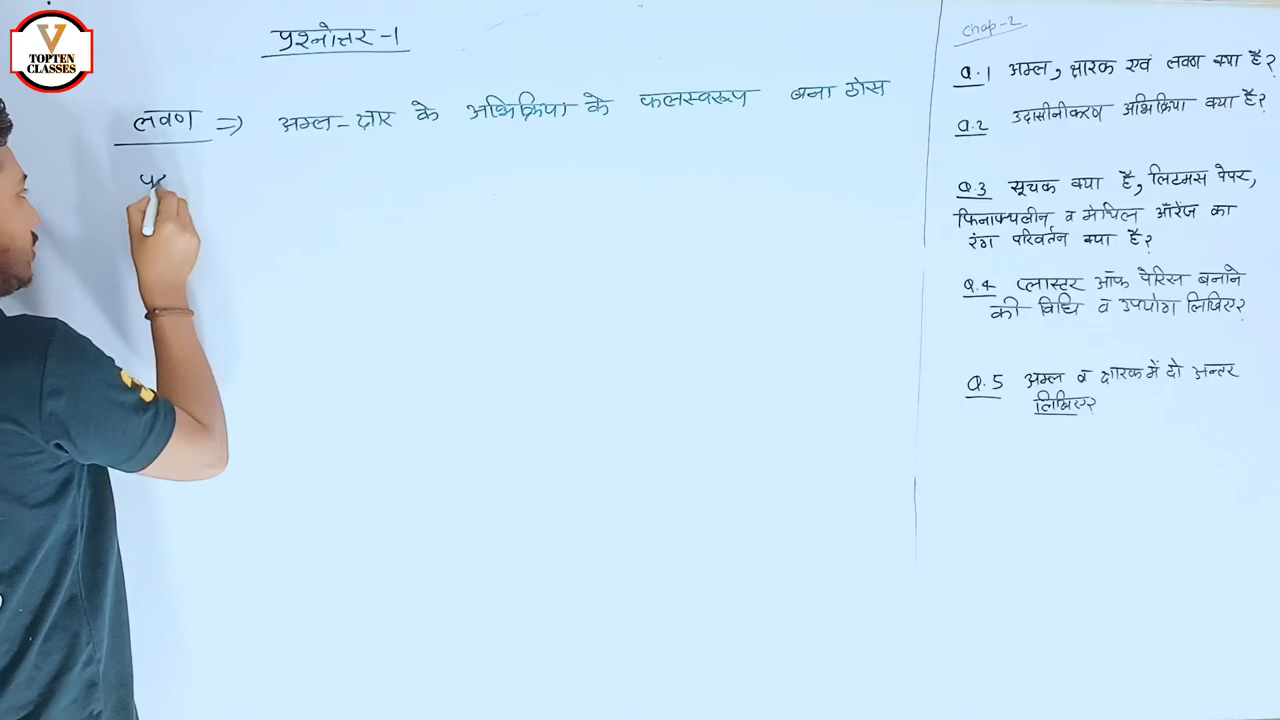 V
TOPTEN
CLASSES
प्रश्नोत्तर -1
लवण ⇒ अम्ल-क्षार के अभिक्रिया के फलस्वरूप बना ठोस
Chap-2
Q.1 अम्ल, क्षारक एवं लवण क्या है?
Q.2 उदासीनीकरण अभिक्रिया क्या है?
Q.3 सूचक क्या है, लिटमस पेपर,
फिनाफ्थलीन व मेथिल ऑरेंज का
रंग परिवर्तन क्या है?
Q.4 प्लास्टर ऑफ पेरिस बनाने
की विधि व उपयोग लिखिए?
Q.5 अम्ल व क्षारक में दो अन्तर
लिखिए?